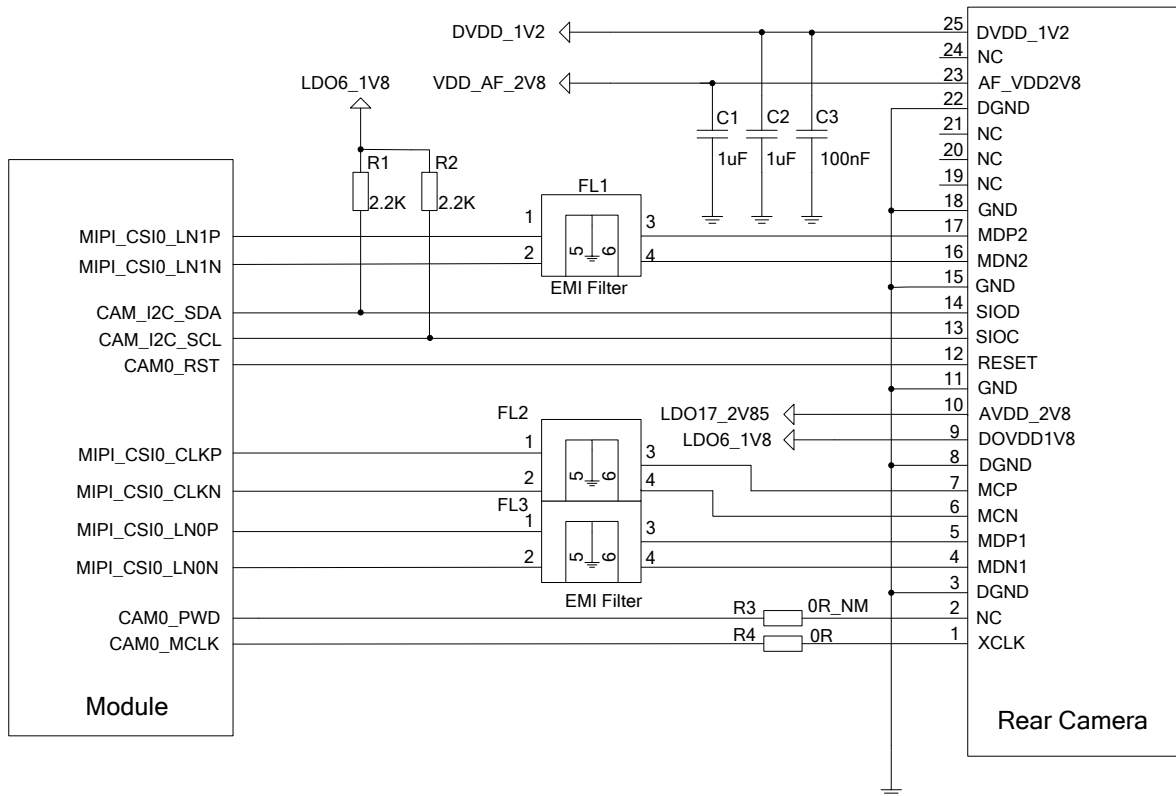 DVDD_1V2 25 DVDD_1V2
24 NC
LDO6_1V8 VDD_AF_2V8 23 AF_VDD2V8
22 DGND
C1 C2 C3 21 NC
1uF 1uF 100nF 20 NC
R1 R2 19 NC
2.2K 2.2K FL1 18 GND
MIPI_CSI0_LN1P 1 3 17 MDP2
MIPI_CSI0_LN1N 2 5 6 4 16 MDN2
EMI Filter 15 GND
CAM_I2C_SDA 14 SIOD
CAM_I2C_SCL 13 SIOC
CAM0_RST 12 RESET
11 GND
FL2 LDO17_2V85 10 AVDD_2V8
LDO6_1V8 9 DOVDD1V8
MIPI_CSI0_CLKP 1 3 8 DGND
MIPI_CSI0_CLKN 2 5 6 4 7 MCP
FL3 6 MCN
MIPI_CSI0_LN0P 1 3 5 MDP1
MIPI_CSI0_LN0N 2 5 6 4 4 MDN1
EMI Filter 3 DGND
CAM0_PWD R3 0R_NM 2 NC
CAM0_MCLK R4 0R 1 XCLK
Module
Rear Camera